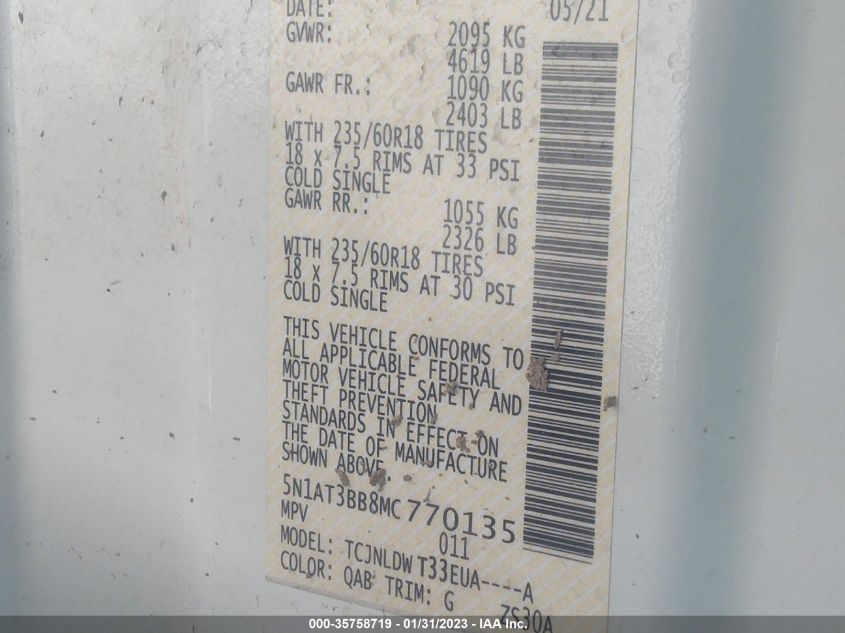 DATE: 05/21
GVWR: 2095 KG
4619 LB
GAWR FR.: 1090 KG
2403 LB
WITH 235/60R18 TIRES
18 x 7.5 RIMS AT 33 PSI
COLD SINGLE
GAWR RR.: 1055 KG
2326 LB
WITH 235/60R18 TIRES
18 x 7.5 RIMS AT 30 PSI
COLD SINGLE
THIS VEHICLE CONFORMS TO
ALL APPLICABLE FEDERAL
MOTOR VEHICLE SAFETY AND
THEFT PREVENTION
STANDARDS IN EFFECT ON
THE DATE OF MANUFACTURE
SHOWN ABOVE.
5N1AT3BB8MC770135
MPV 011
MODEL: TCJNLDWT33EUA----A
COLOR: QAB TRIM: G ZS30A
000-35758719 - 01/31/2023 - IAA, Inc.